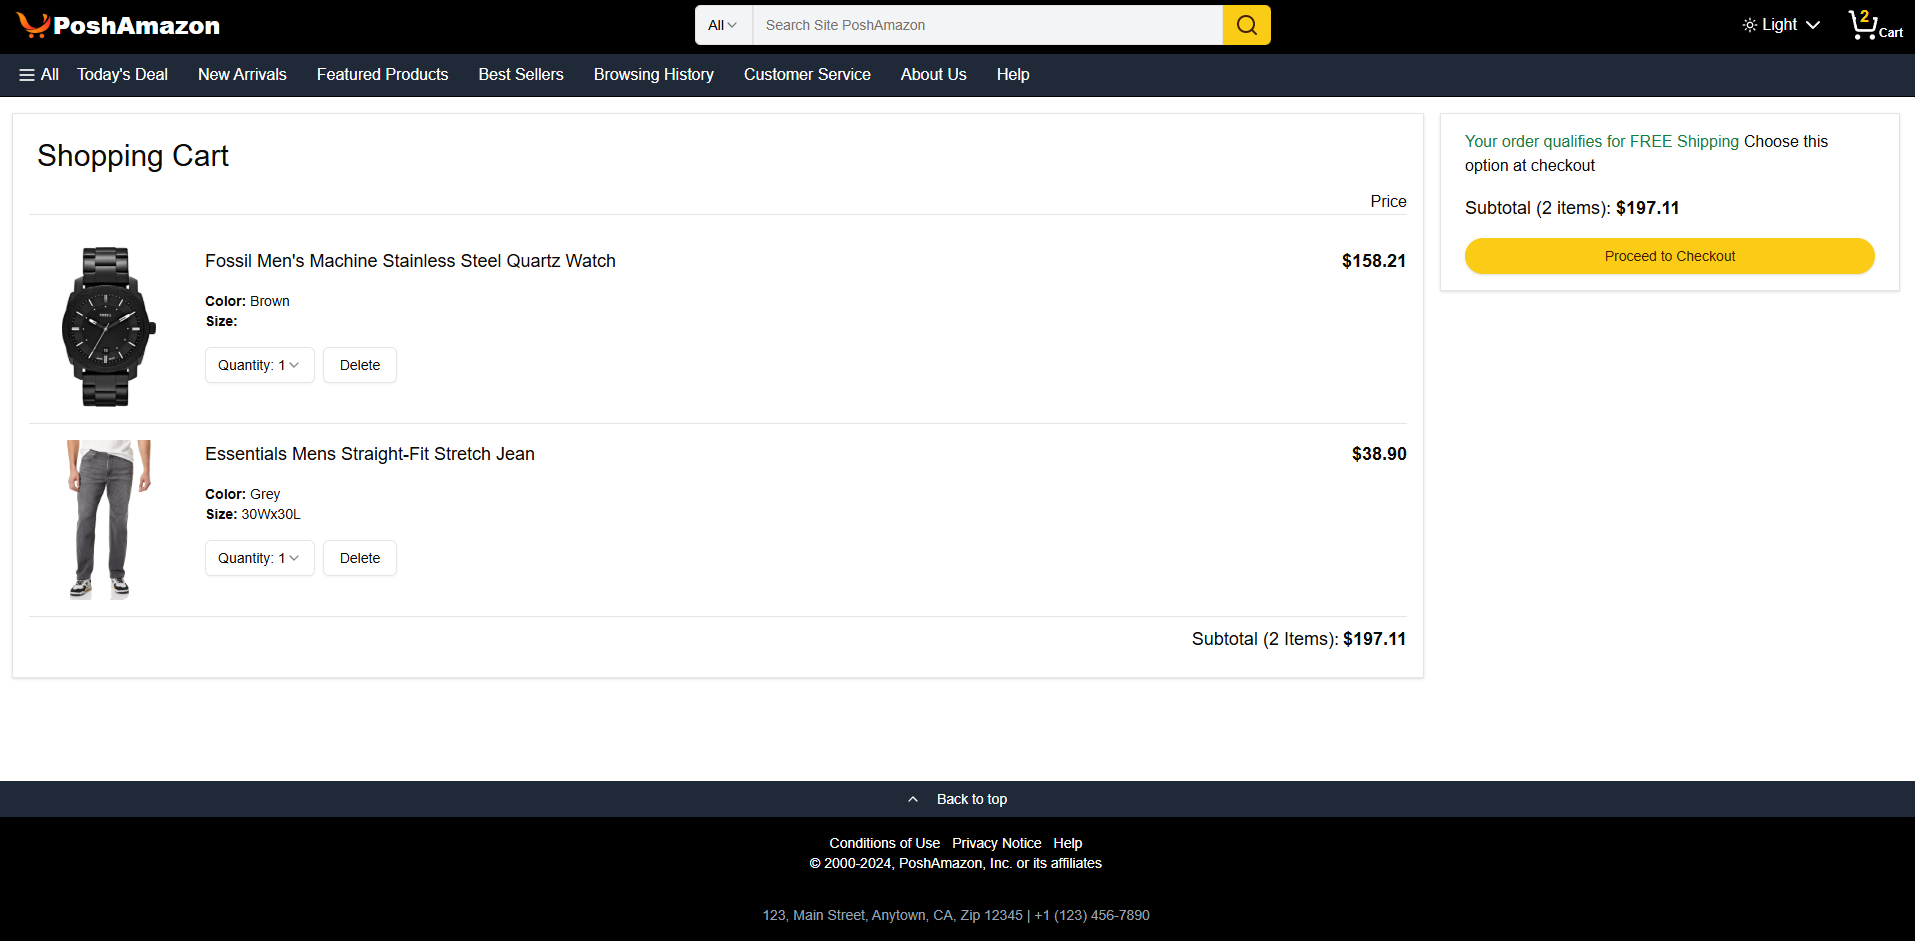 PoshAmazon
All
Search Site PoshAmazon
Light
2
Cart
All Today's Deal New Arrivals Featured Products Best Sellers Browsing History Customer Service About Us Help
Shopping Cart
Price
Fossil Men's Machine Stainless Steel Quartz Watch
$158.21
Color: Brown
Size:
Quantity: 1
Delete
Essentials Mens Straight-Fit Stretch Jean
$38.90
Color: Grey
Size: 30Wx30L
Quantity: 1
Delete
Subtotal (2 Items): $197.11
Your order qualifies for FREE Shipping Choose this
option at checkout
Subtotal (2 items): $197.11
Proceed to Checkout
Back to top
Conditions of Use Privacy Notice Help
© 2000-2024, PoshAmazon, Inc. or its affiliates
123, Main Street, Anytown, CA, Zip 12345 | +1 (123) 456-7890